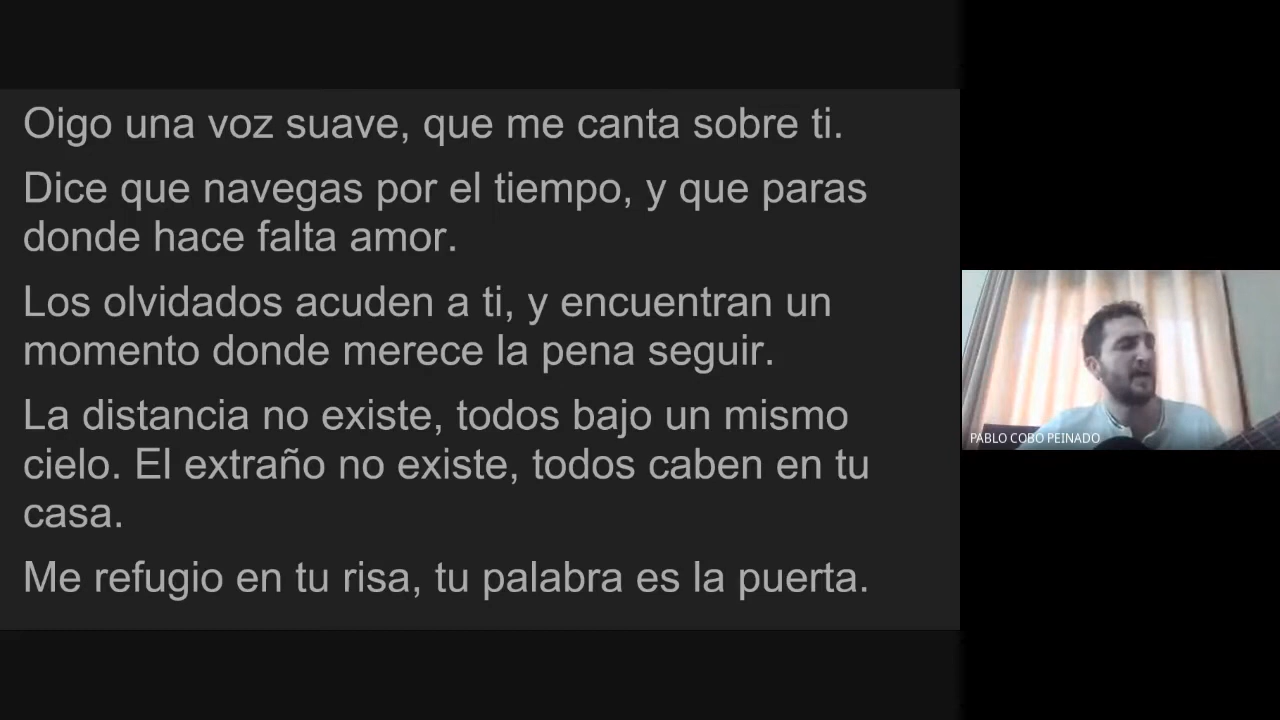 Oigo una voz suave, que me canta sobre ti.
Dice que navegas por el tiempo, y que paras
donde hace falta amor.
Los olvidados acuden a ti, y encuentran un
momento donde merece la pena seguir.
La distancia no existe, todos bajo un mismo
cielo. El extraño no existe, todos caben en tu
casa.
Me refugio en tu risa, tu palabra es la puerta.
PABLO COBO PEINADO